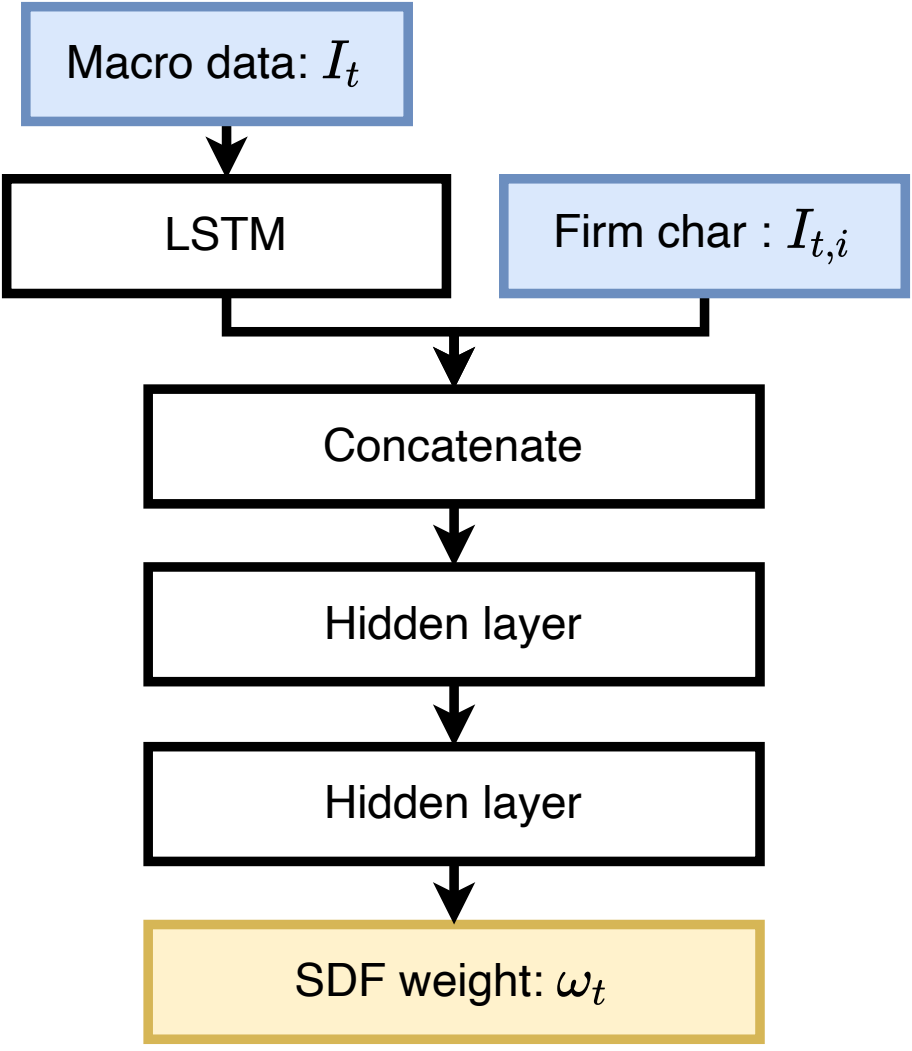 Macro data: I_t
LSTM
Firm char : I_{t,i}
Concatenate
Hidden layer
Hidden layer
SDF weight: ω_t